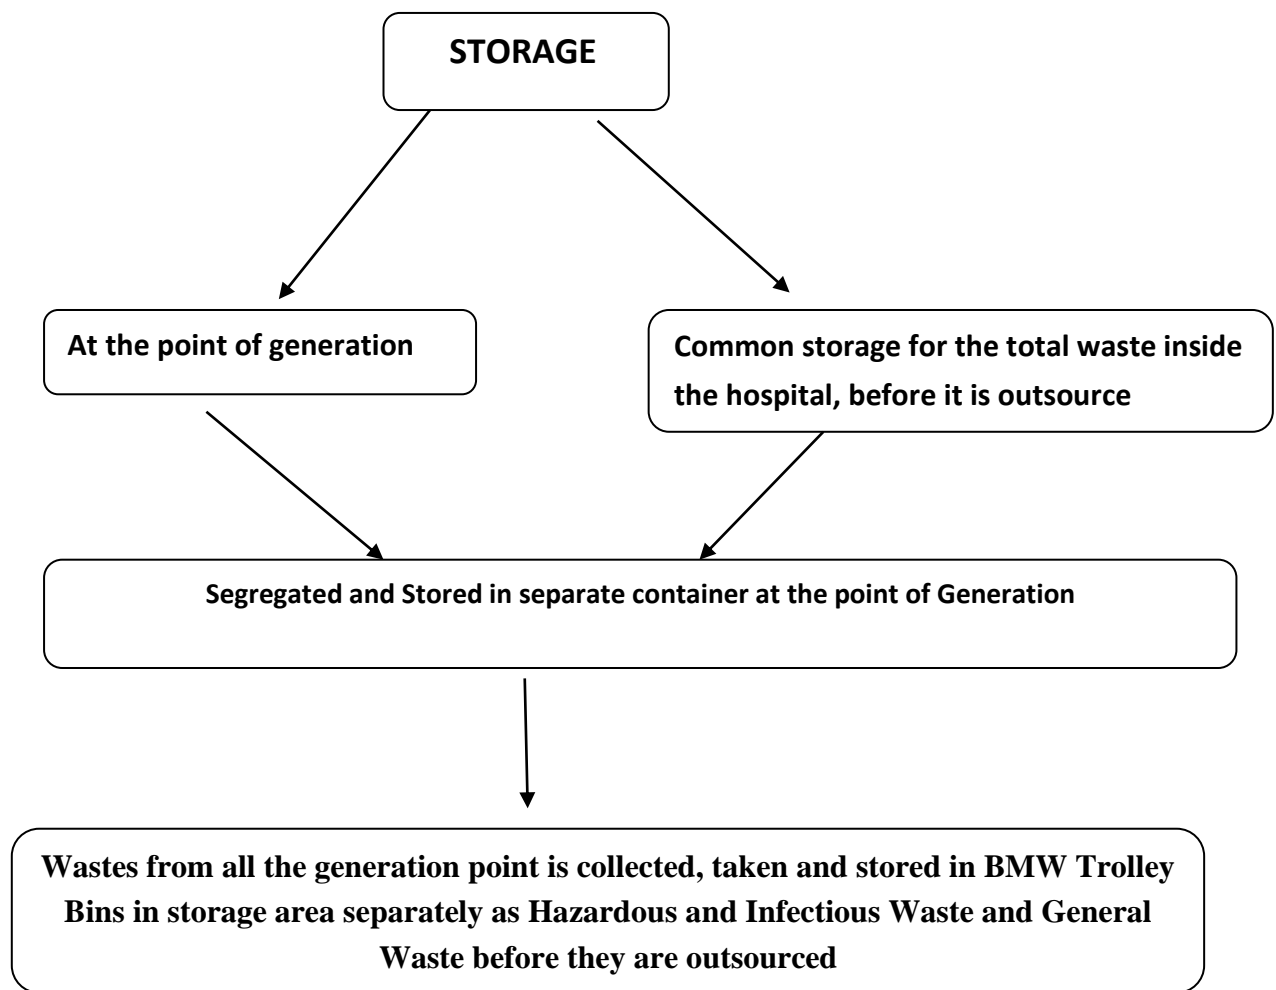 STORAGE
At the point of generation
Common storage for the total waste inside
the hospital, before it is outsource
Segregated and Stored in separate container at the point of Generation
Wastes from all the generation point is collected, taken and stored in BMW Trolley
Bins in storage area separately as Hazardous and Infectious Waste and General
Waste before they are outsourced